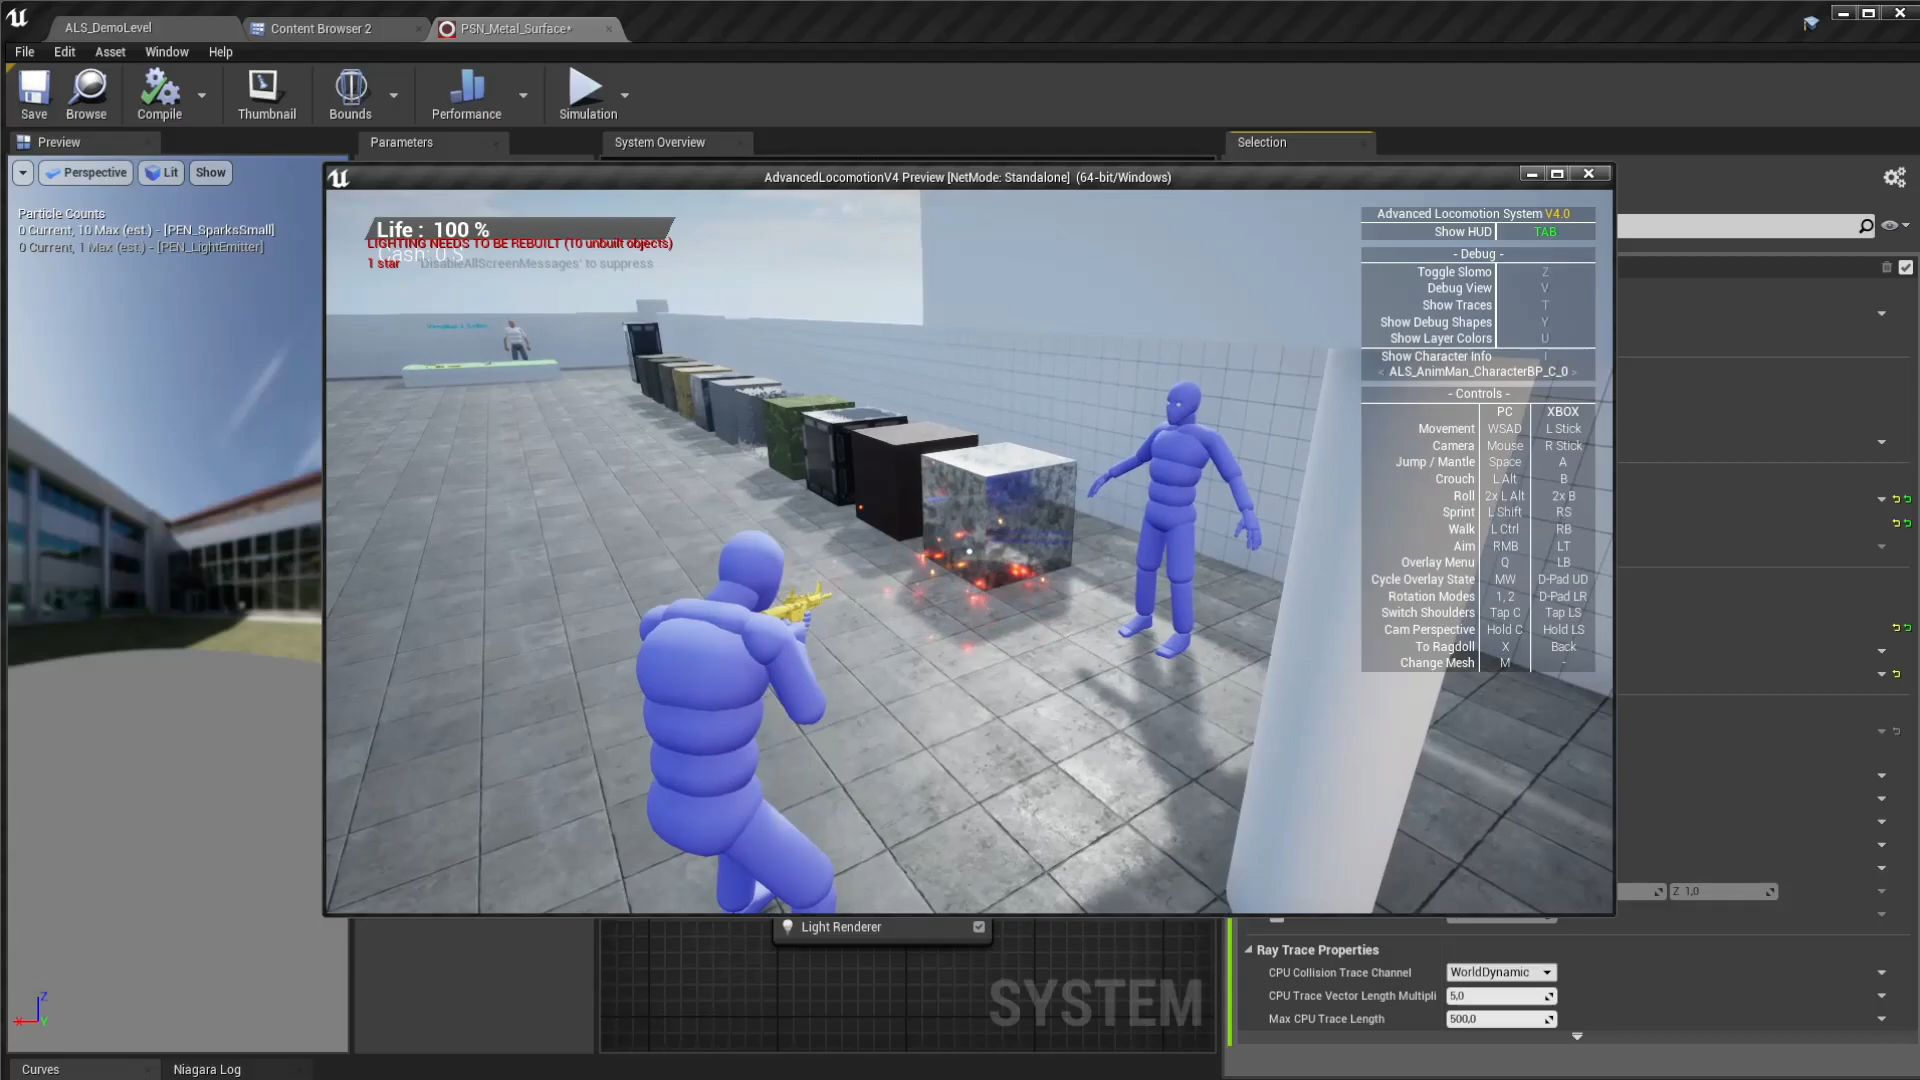 ALS_DemoLevel
Content Browser 2
PSN_Metal_Surface*
File Edit Asset Window Help
Save Browse Compile Thumbnail Bounds Performance Simulation
Preview
Parameters
System Overview
Selection
Perspective Lit Show
Particle Counts
0 Current, 10 Max (est.) - [PEN_SparksSmall]
0 Current, 1 Max (est.) - [PEN_LightEmitter]
AdvancedLocomotionV4 Preview [NetMode: Standalone] (64-bit/Windows)
Life : 100 %
LIGHTING NEEDS TO BE REBUILT (10 unbuilt objects)
Cash: 0 $
1 star
'DisableAllScreenMessages' to suppress
Advanced Locomotion System V4.0
Show HUD TAB
- Debug -
Toggle Slomo Z
Debug View V
Show Traces T
Show Debug Shapes Y
Show Layer Colors U
Show Character Info I
< ALS_AnimMan_CharacterBP_C_0 >
- Controls -
PC XBOX
Movement WSAD L Stick
Camera Mouse R Stick
Jump / Mantle Space A
Crouch L Alt B
Roll 2x L Alt 2x B
Sprint L Shift RS
Walk L Ctrl RB
Aim RMB LT
Overlay Menu Q LB
Cycle Overlay State MW D-Pad UD
Rotation Modes 1, 2 D-Pad LR
Switch Shoulders Tap C Tap LS
Cam Perspective Hold C Hold LS
To Ragdoll X Back
Change Mesh M -
Z 1,0
Light Renderer
SYSTEM
Ray Trace Properties
CPU Collision Trace Channel WorldDynamic
CPU Trace Vector Length Multipli 5,0
Max CPU Trace Length 500,0
Z
X
Y
Curves
Niagara Log